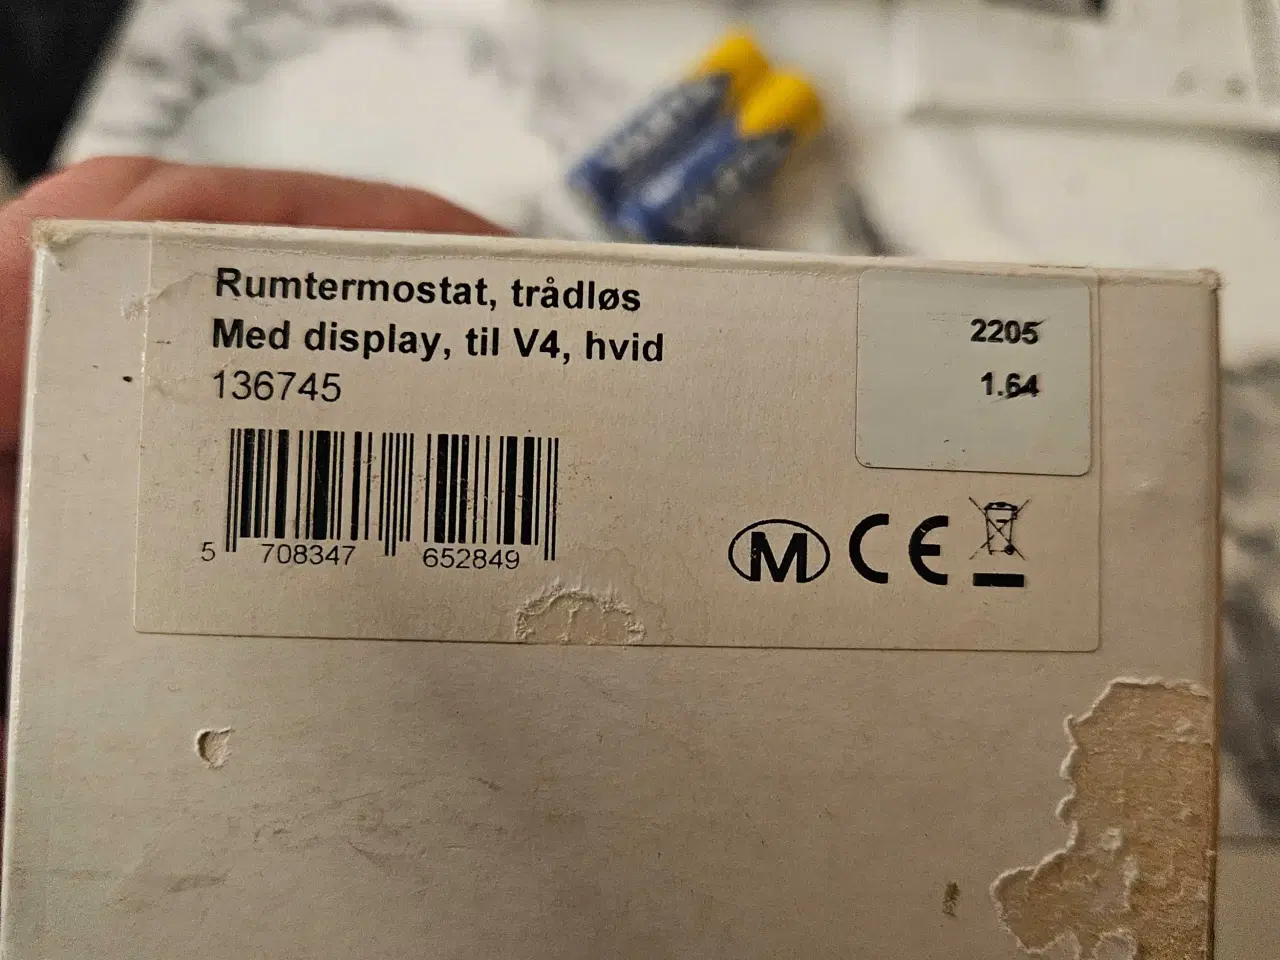 Rumtermostat, trådløs
Med display, til V4, hvid
136745
5 708347 652849
2205
1.64
M CE